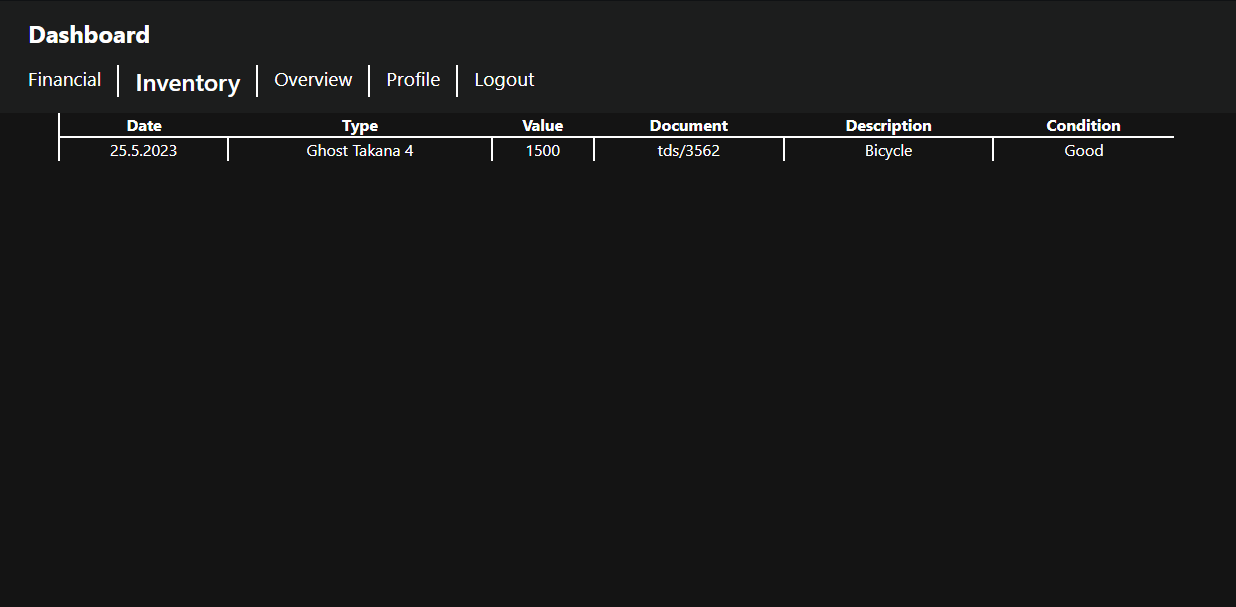 Dashboard
Financial Inventory Overview Profile Logout
Date Type Value Document Description Condition
25.5.2023 Ghost Takana 4 1500 tds/3562 Bicycle Good